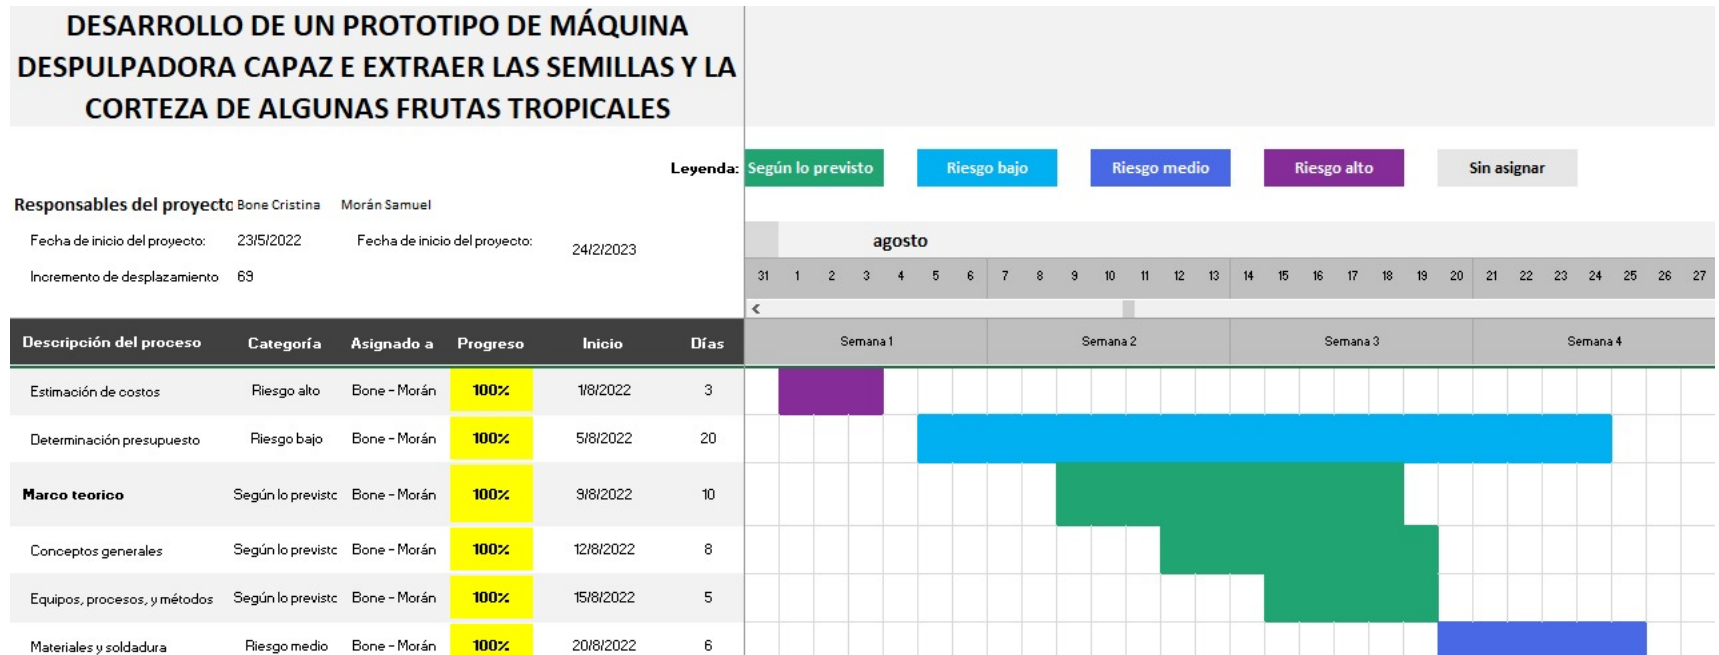 DESARROLLO DE UN PROTOTIPO DE MÁQUINA
DESPULPADORA CAPAZ E EXTRAER LAS SEMILLAS Y LA
CORTEZA DE ALGUNAS FRUTAS TROPICALES
Leyenda: Según lo previsto Riesgo bajo Riesgo medio Riesgo alto Sin asignar
Responsables del proyecto Bone Cristina Morán Samuel
Fecha de inicio del proyecto: 23/5/2022 Fecha de inicio del proyecto: 24/2/2023
agosto
Incremento de desplazamiento 69
31 1 2 3 4 5 6 7 8 9 10 11 12 13 14 15 16 17 18 19 20 21 22 23 24 25 26 27
Descripción del proceso Categoría Asignado a Progreso Inicio Días Semana 1 Semana 2 Semana 3 Semana 4
Estimación de costos Riesgo alto Bone - Morán 100% 1/8/2022 3
Determinación presupuesto Riesgo bajo Bone - Morán 100% 5/8/2022 20
Marco teorico Según lo previstc Bone - Morán 100% 9/8/2022 10
Conceptos generales Según lo previstc Bone - Morán 100% 12/8/2022 8
Equipos, procesos, y métodos Según lo previstc Bone - Morán 100% 15/8/2022 5
Materiales y soldadura Riesgo medio Bone - Morán 100% 20/8/2022 6